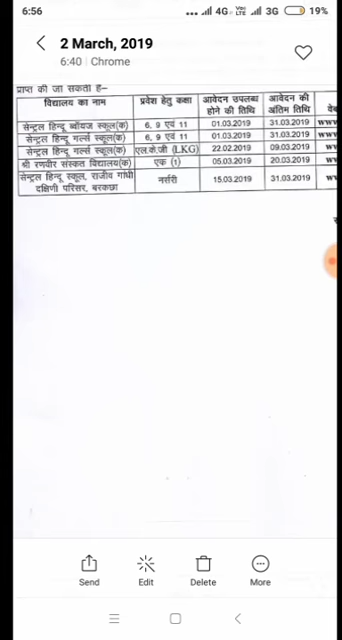 6:56 ... 4G VoLTE 3G 19%
2 March, 2019
6:40 Chrome
प्राप्त की जा सकता है–
विद्यालय का नाम प्रवेश हेतु कक्षा आवेदन उपलब्ध होने की तिथि आवेदन की अंतिम तिथि
सेन्ट्रल हिन्दू ब्वॉयज स्कूल(क) 6, 9 एवं 11 01.03.2019 31.03.2019 www
सेन्ट्रल हिन्दू गर्ल्स स्कूल(क) 6, 9 एवं 11 01.03.2019 31.03.2019 www
सेन्ट्रल हिन्दू गर्ल्स स्कूल(क) एल.के.जी (LKG) 22.02.2019 09.03.2019
श्री रणवीर संस्कत विद्यालय(क) एक (1) 05.03.2019 20.03.2019
सेन्ट्रल हिन्दू स्कूल, राजीव गांधी दक्षिणी परिसर, बरकछा नर्सरी 15.03.2019 31.03.2019
Send Edit Delete More